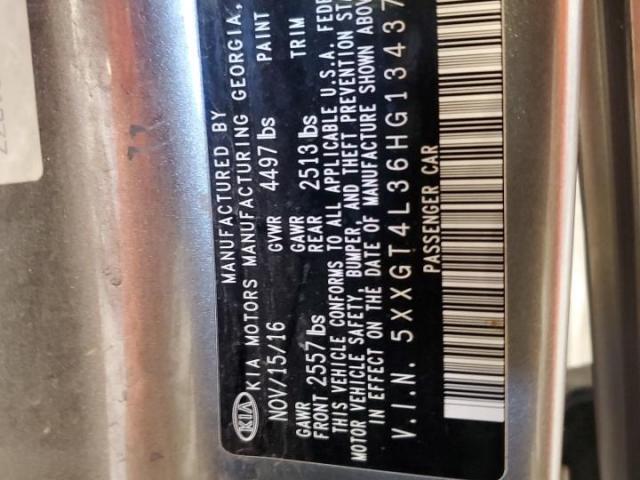 MANUFACTURED BY
KIA KIA MOTORS MANUFACTURING GEORGIA,
NOV/15/16 GVWR 4497 lbs PAINT
GAWR FRONT 2557 lbs GAWR REAR 2513 lbs TRIM
THIS VEHICLE CONFORMS TO ALL APPLICABLE U.S.A. FEDE
MOTOR VEHICLE SAFETY, BUMPER, AND THEFT PREVENTION STA
IN EFFECT ON THE DATE OF MANUFACTURE SHOWN ABOV
V.I.N. 5XXGT4L36HG13437
PASSENGER CAR